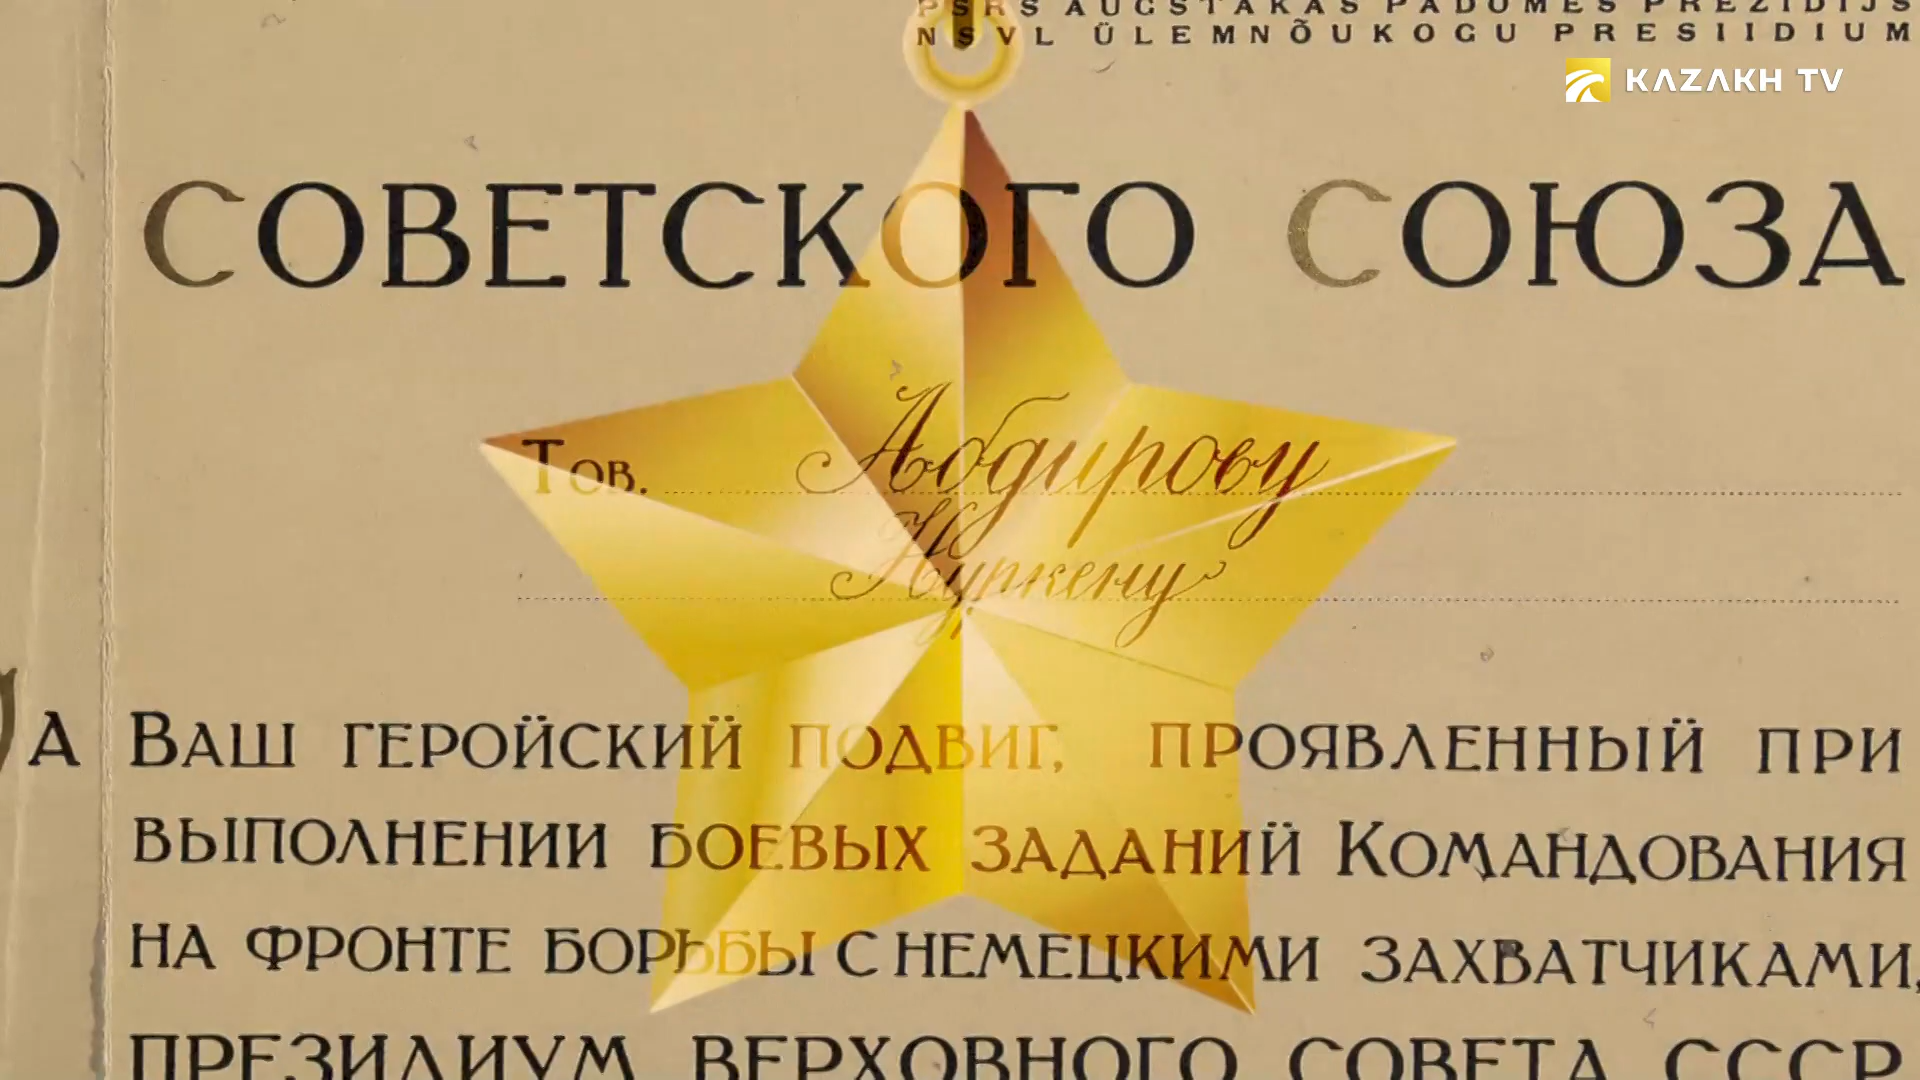 PSRS AUGSTĀKĀS PADOMES PREZIDIJS
NSVL ÜLEMNÕUKOGU PRESIIDIUM
KAZAKH TV
О СОВЕТСКОГО СОЮЗА
Тов. Абдирову
Нуркену
ЗА ВАШ ГЕРОЙСКИЙ ПОДВИГ, ПРОЯВЛЕННЫЙ ПРИ
ВЫПОЛНЕНИИ БОЕВЫХ ЗАДАНИЙ КОМАНДОВАНИЯ
НА ФРОНТЕ БОРЬБЫ С НЕМЕЦКИМИ ЗАХВАТЧИКАМИ,
ПРЕЗИДИУМ ВЕРХОВНОГО СОВЕТА СССР